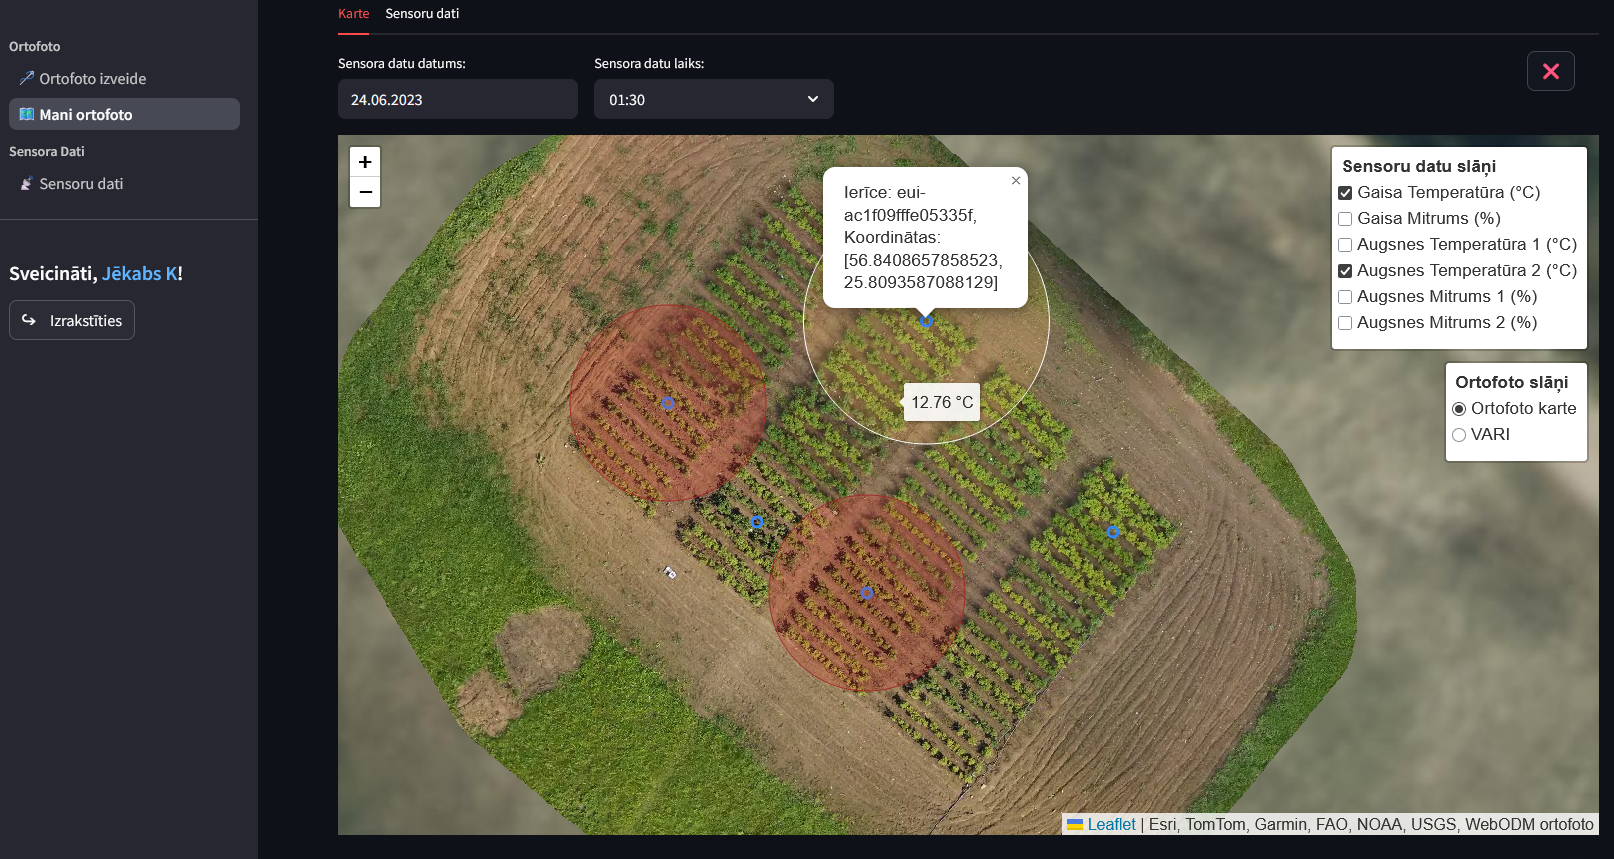 Ortofoto
Ortofoto izveide
Mani ortofoto
Sensora Dati
Sensoru dati
Sveicināti, Jēkabs K!
Izrakstīties
Karte
Sensoru dati
Sensora datu datums:
24.06.2023
Sensora datu laiks:
01:30
+
−
Ierīce: eui-
ac1f09fffe05335f,
Koordinātas:
[56.8408657858523,
25.8093587088129]
×
12.76 °C
Sensoru datu slāņi
Gaisa Temperatūra (°C)
Gaisa Mitrums (%)
Augsnes Temperatūra 1 (°C)
Augsnes Temperatūra 2 (°C)
Augsnes Mitrums 1 (%)
Augsnes Mitrums 2 (%)
Ortofoto slāņi
Ortofoto karte
VARI
Leaflet | Esri, TomTom, Garmin, FAO, NOAA, USGS, WebODM ortofoto